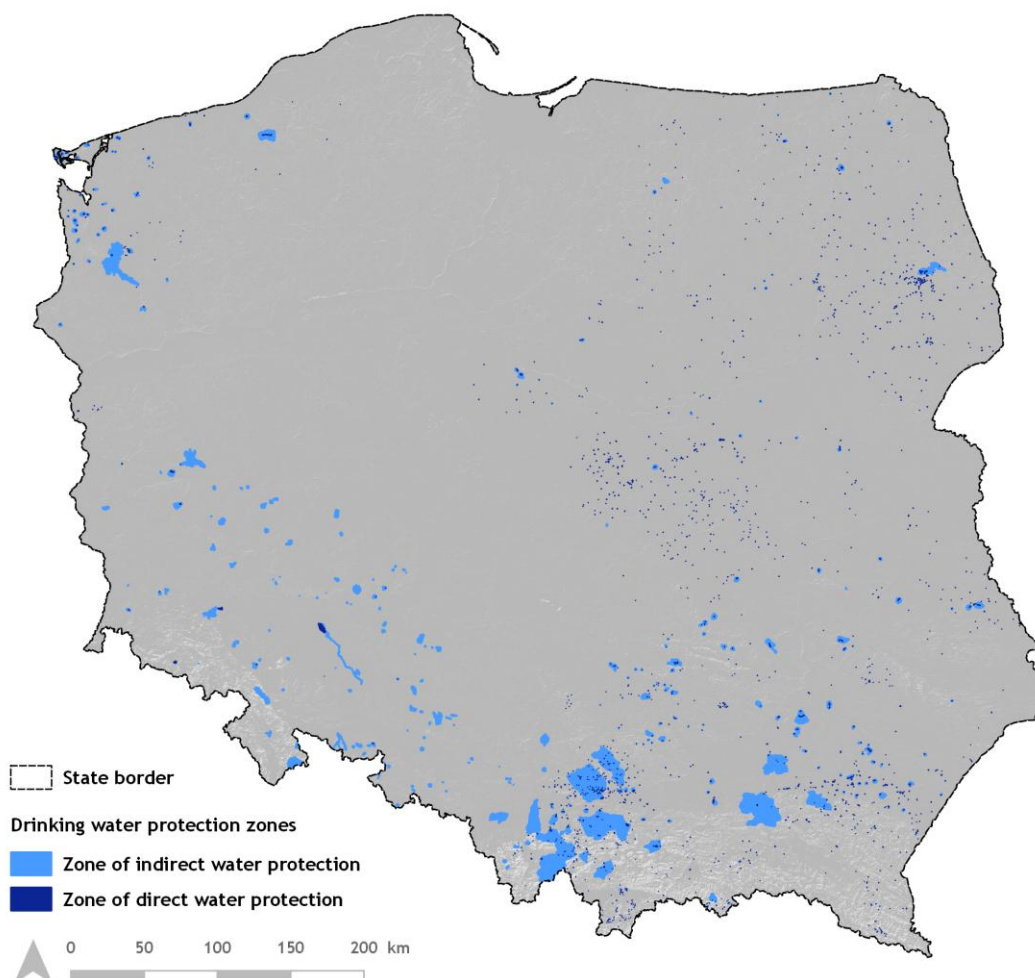 State border
Drinking water protection zones
Zone of indirect water protection
Zone of direct water protection
0 50 100 150 200 km